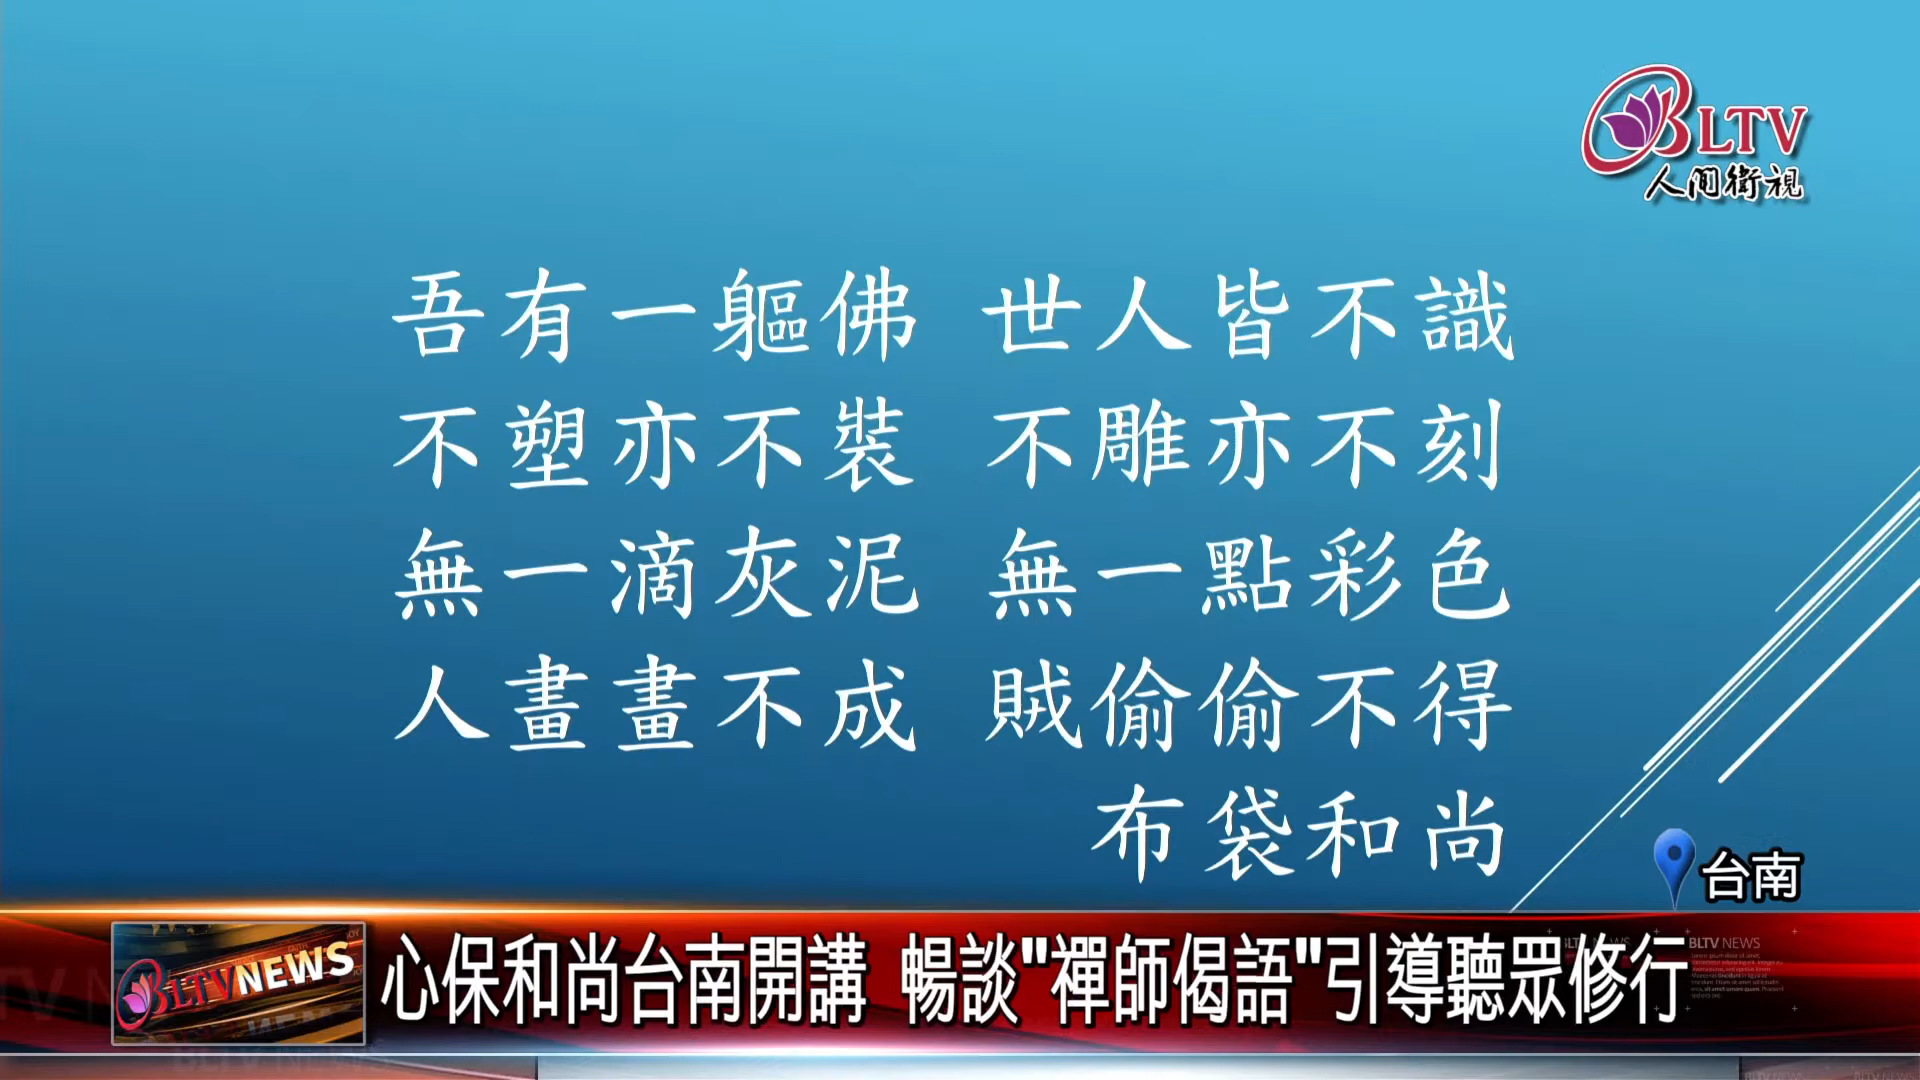 BLTV
人間衛視
吾有一軀佛 世人皆不識
不塑亦不裝 不雕亦不刻
無一滴灰泥 無一點彩色
人畫畫不成 賊偷偷不得
布袋和尚
台南
BLTVNEWS
心保和尚台南開講 暢談"禪師偈語"引導聽眾修行
BLTV NEWS